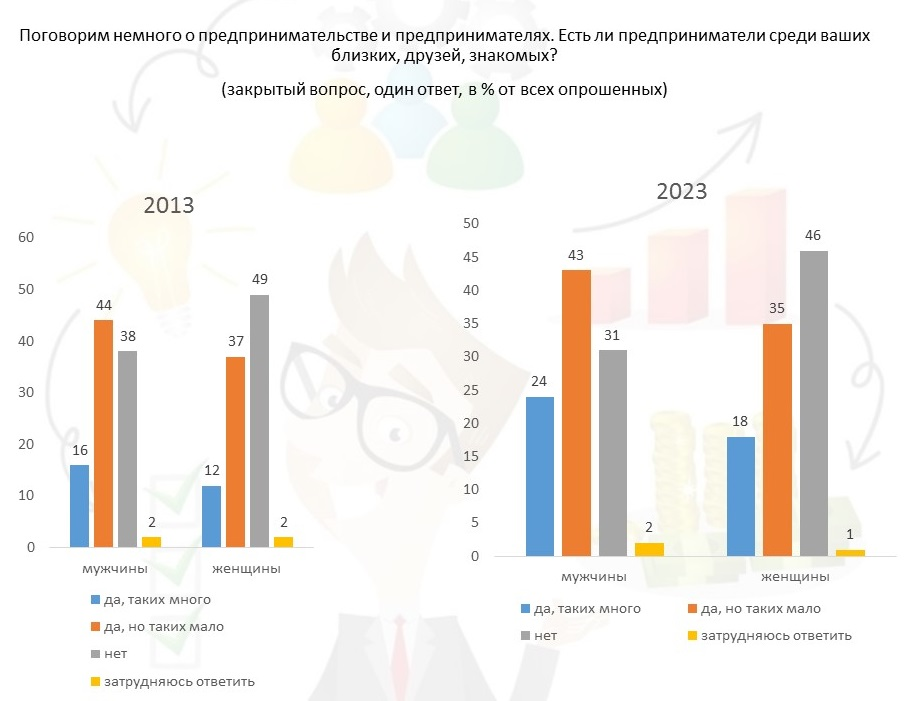 Поговорим немного о предпринимательстве и предпринимателях. Есть ли предприниматели среди ваших
близких, друзей, знакомых?
(закрытый вопрос, один ответ, в % от всех опрошенных)
2013
60
50
40
30
20
10
0
16
44
38
2
12
37
49
2
мужчины
женщины
да, таких много
да, но таких мало
нет
затрудняюсь ответить
2023
50
45
40
35
30
25
20
15
10
5
0
24
43
31
2
18
35
46
1
мужчины
женщины
да, таких много
да, но таких мало
нет
затрудняюсь ответить